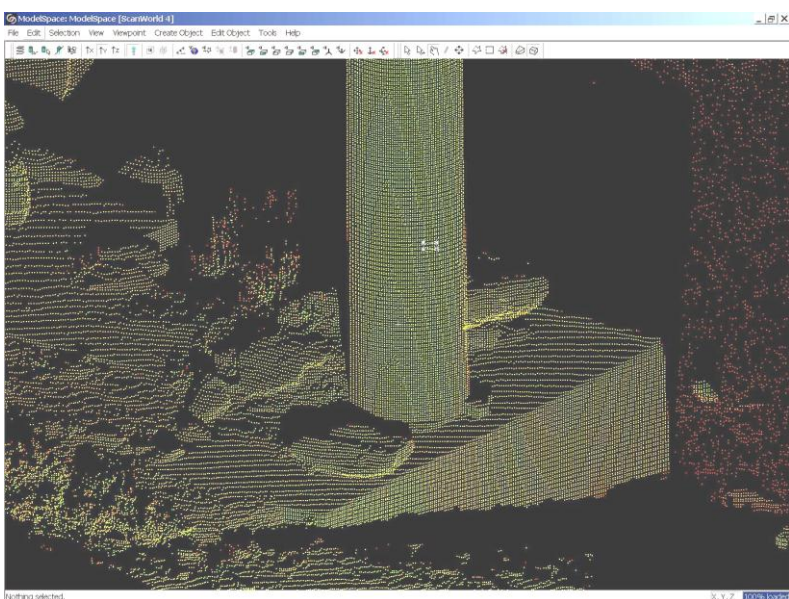 ModelSpace: ModelSpace [ScanWorld 4]
File Edit Selection View Viewpoint Create Object Edit Object Tools Help
Nothing selected. X, Y, Z 100% loaded